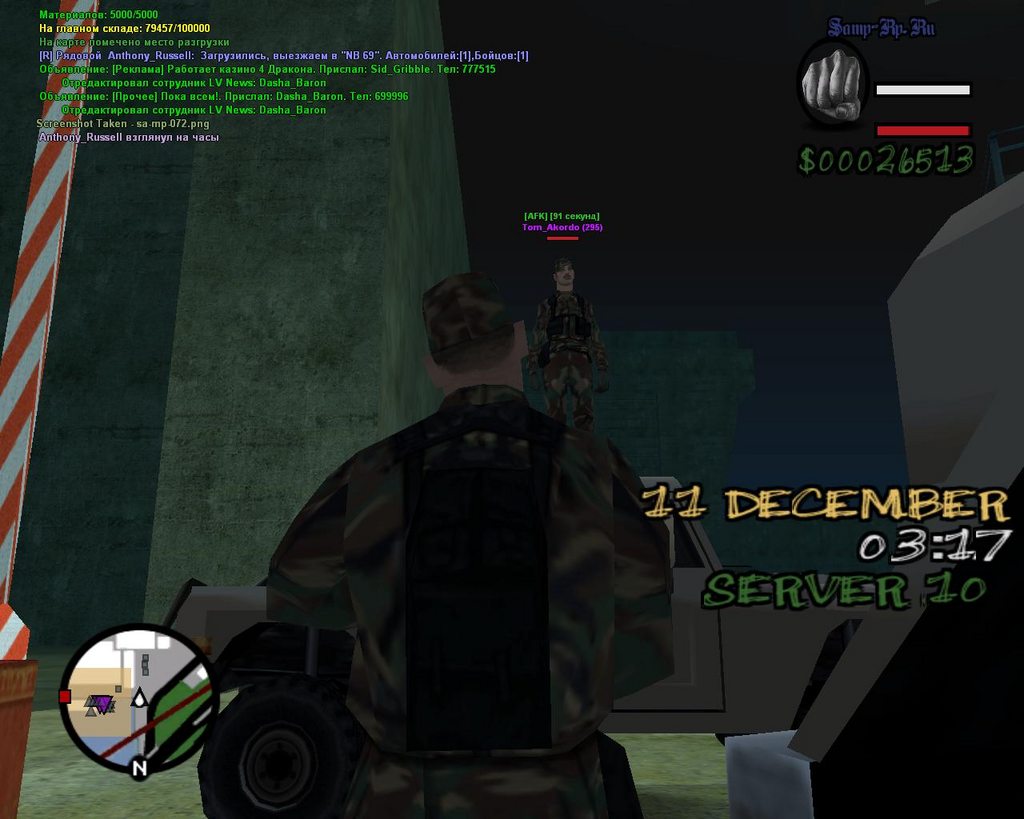 Материалов: 5000/5000
На главном складе: 79457/100000
На карте помечено место разгрузки
[R] Рядовой Anthony_Russell: Загрузились, выезжаем в "NB 69". Автомобилей:[1],Бойцов:[1]
Объявление: [Реклама] Работает казино 4 Дракона. Прислал: Sid_Gribble. Тел: 777515
Отредактировал сотрудник LV News: Dasha_Baron
Объявление: [Прочее] Пока всем!. Прислал: Dasha_Baron. Тел: 699996
Отредактировал сотрудник LV News: Dasha_Baron
Screenshot Taken - sa-mp-072.png
Anthony_Russell взглянул на часы
Samp-Rp.Ru
$00026513
[AFK] [91 секунд]
Tom_Akordo (295)
11 DECEMBER
03:17
SERVER 10
N